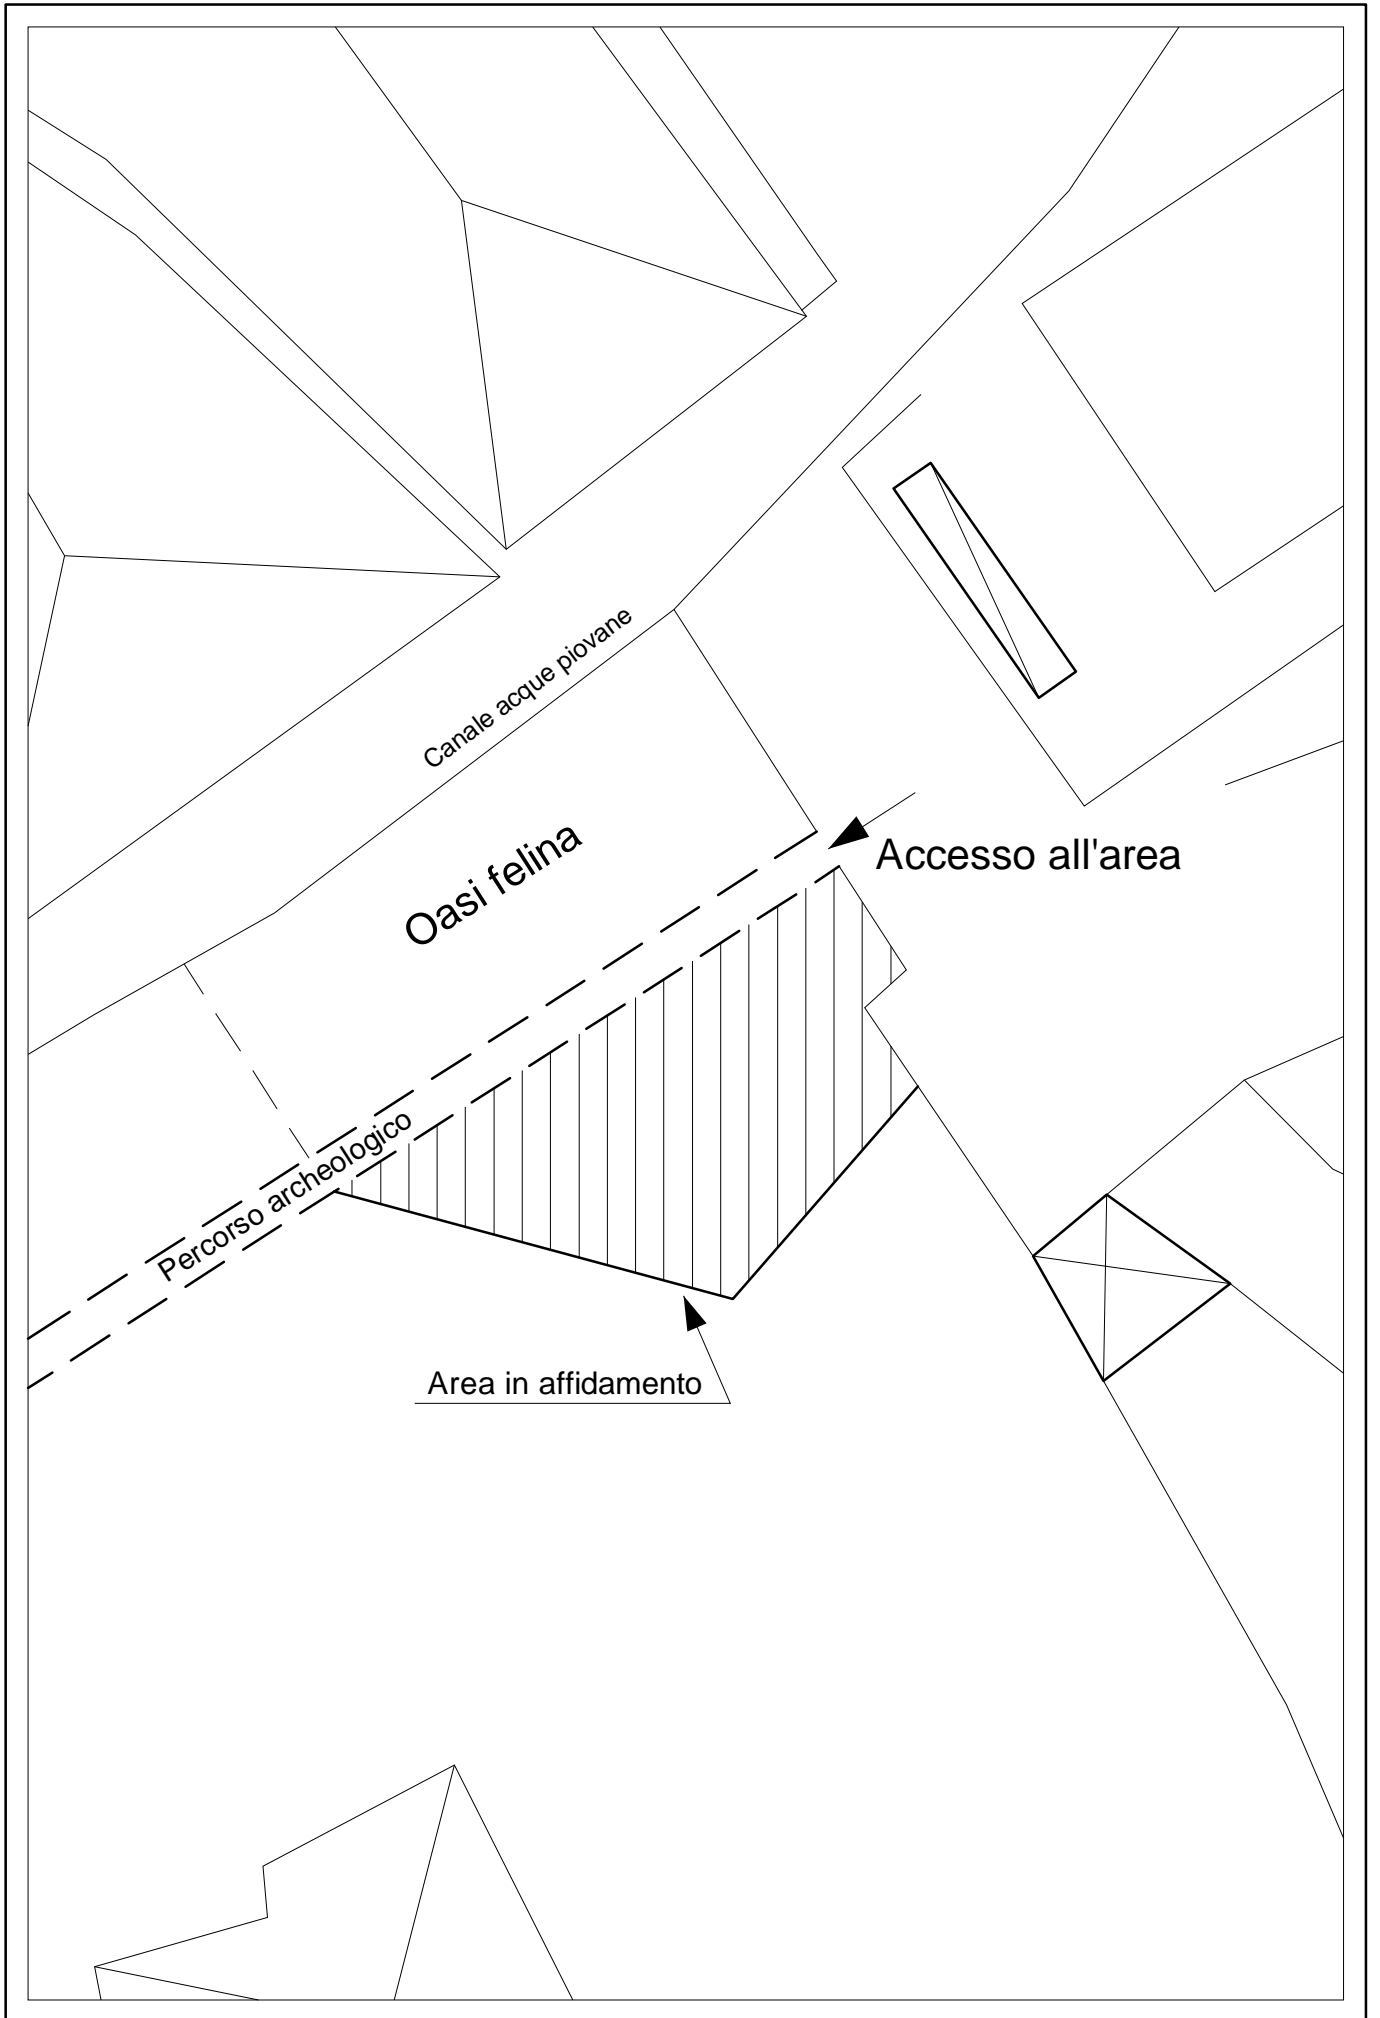 Canale acque piovane
Oasi felina
Accesso all'area
Percorso archeologico
Area in affidamento